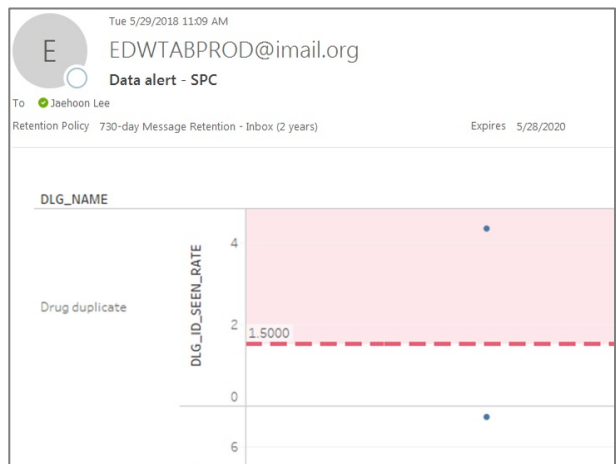 Tue 5/29/2018 11:09 AM
E
EDWTABPROD@imail.org
Data alert - SPC
To Jaehoon Lee
Retention Policy 730-day Message Retention - Inbox (2 years) Expires 5/28/2020
DLG_NAME
Drug duplicate
DLG_ID_SEEN_RATE
4
2
1.5000
0
6